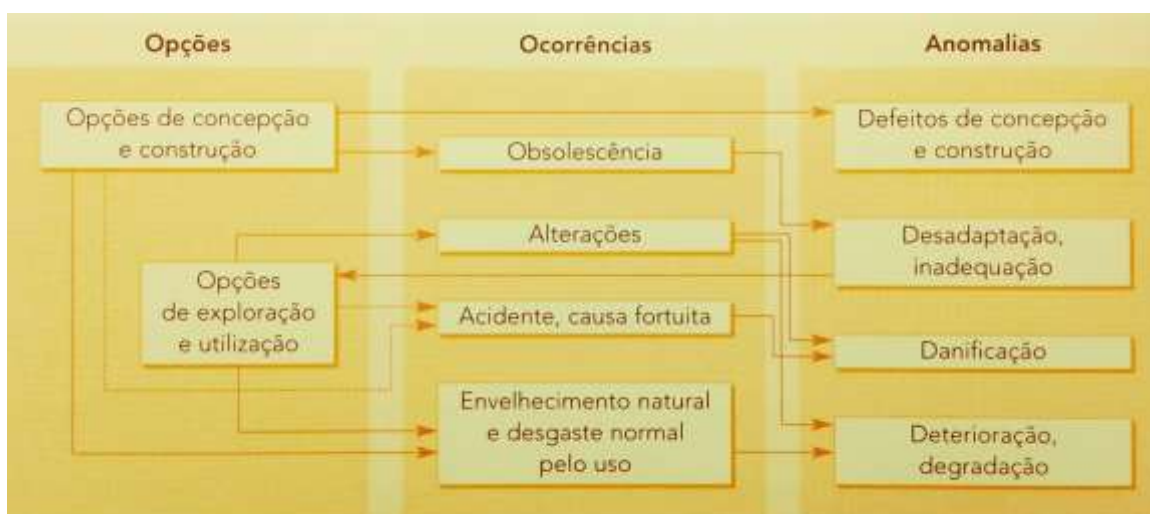 Opções
Ocorrências
Anomalias
Opções de concepção
e construção
Defeitos de concepção
e construção
Obsolescência
Alterações
Desadaptação,
inadequação
Opções
de exploração
e utilização
Acidente, causa fortuita
Danificação
Envelhecimento natural
e desgaste normal
pelo uso
Deterioração,
degradação